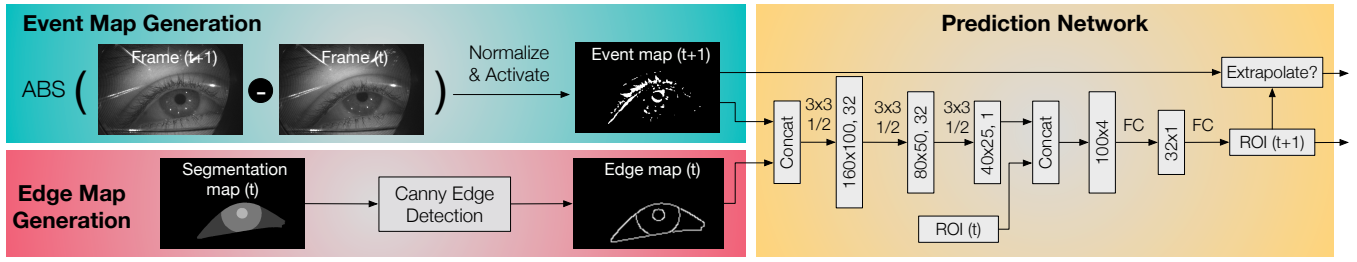 Event Map Generation
ABS ( Frame (t+1) - Frame (t) )
Normalize
& Activate
Event map (t+1)
Edge Map
Generation
Segmentation
map (t)
Canny Edge
Detection
Edge map (t)
Prediction Network
Concat
3x3
1/2
160x100, 32
3x3
1/2
80x50, 32
3x3
1/2
40x25, 1
ROI (t)
Concat
100x4
FC
32x1
FC
ROI (t+1)
Extrapolate?